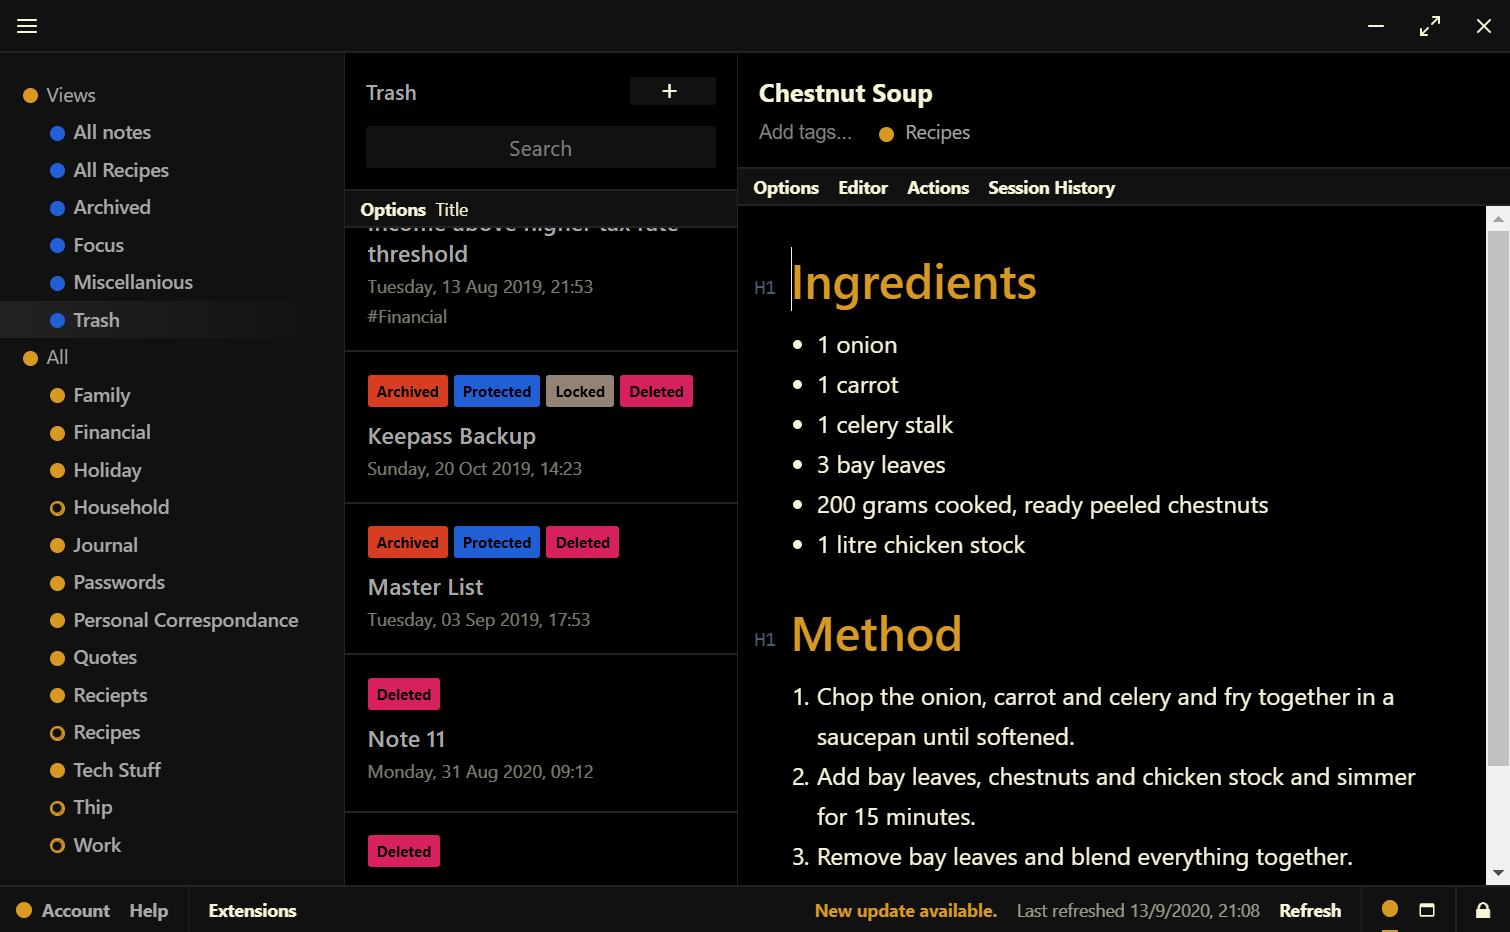 Views
All notes
All Recipes
Archived
Focus
Miscellanious
Trash
All
Family
Financial
Holiday
Household
Journal
Passwords
Personal Correspondance
Quotes
Reciepts
Recipes
Tech Stuff
Thip
Work
Trash
+
Search
Options Title
Income above higher tax rate
threshold
Tuesday, 13 Aug 2019, 21:53
#Financial
Archived Protected Locked Deleted
Keepass Backup
Sunday, 20 Oct 2019, 14:23
Archived Protected Deleted
Master List
Tuesday, 03 Sep 2019, 17:53
Deleted
Note 11
Monday, 31 Aug 2020, 09:12
Deleted
Chestnut Soup
Add tags... Recipes
Options Editor Actions Session History
H1 Ingredients
• 1 onion
• 1 carrot
• 1 celery stalk
• 3 bay leaves
• 200 grams cooked, ready peeled chestnuts
• 1 litre chicken stock
H1 Method
1. Chop the onion, carrot and celery and fry together in a
saucepan until softened.
2. Add bay leaves, chestnuts and chicken stock and simmer
for 15 minutes.
3. Remove bay leaves and blend everything together.
Account Help Extensions
New update available. Last refreshed 13/9/2020, 21:08 Refresh